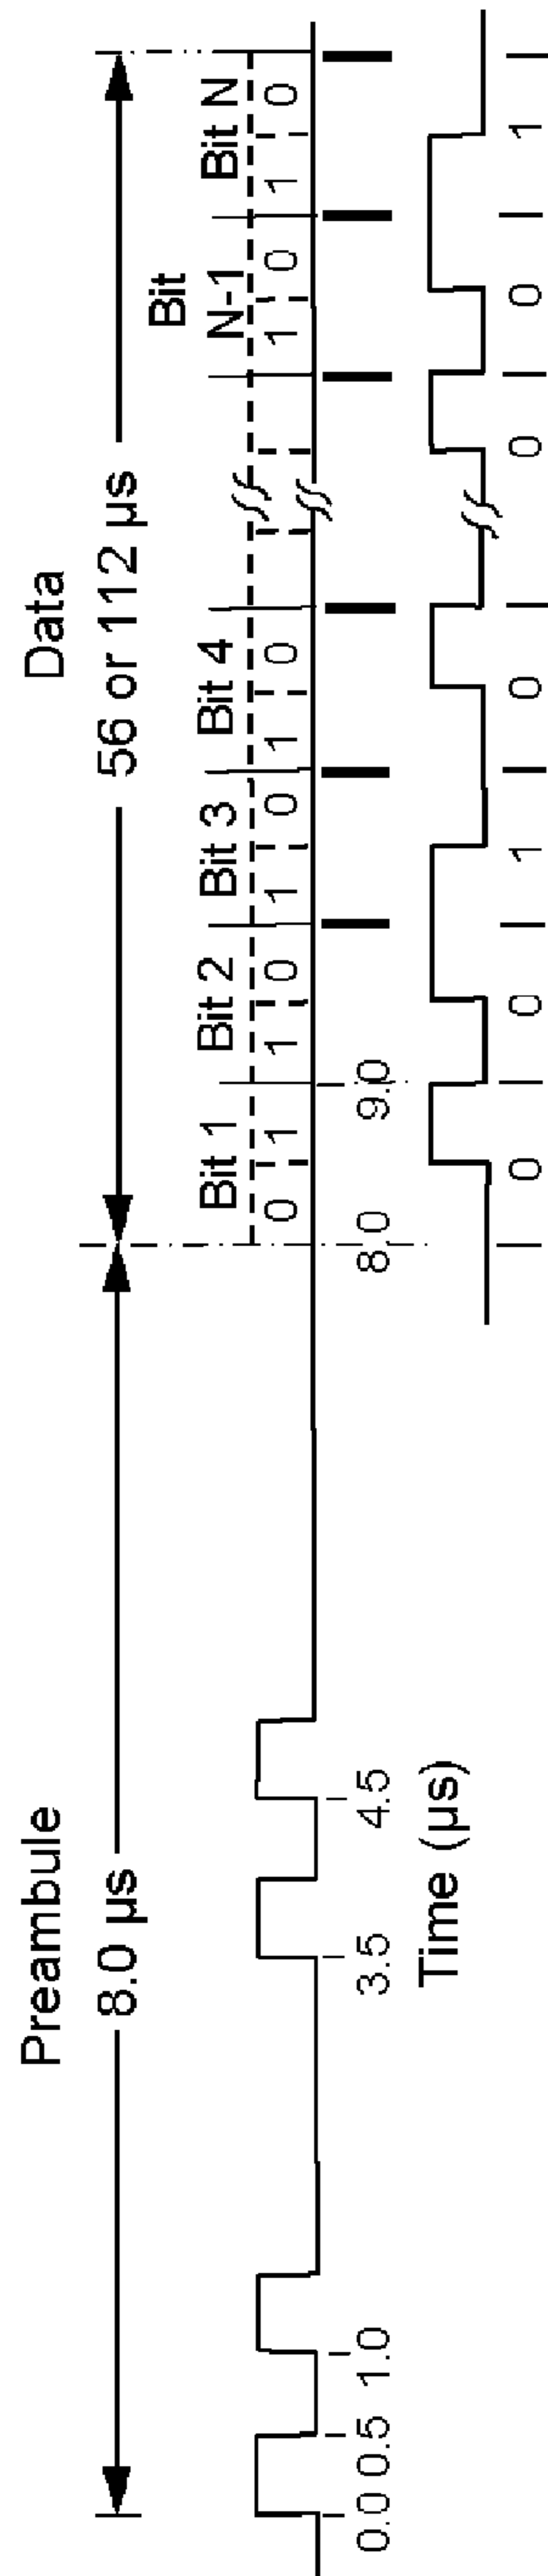 Preambule Data
8.0 µs 56 or 112 µs
Bit
Bit 1 Bit 2 Bit 3 Bit 4 N-1 Bit N
0 1 1 0 1 0 1 0 1 0 1 0
0.0 0.5 1.0 3.5 4.5 8.0 9.0
Time (µs)
0 0 1 0 0 0 1